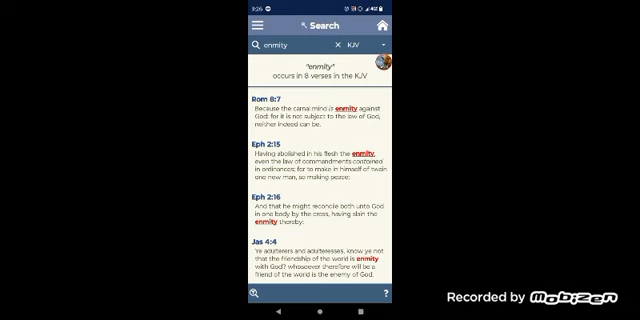 9:26 4G
Search
enmity × KJV
"enmity"
occurs in 8 verses in the KJV
Rom 8:7
Because the carnal mind is enmity against
God: for it is not subject to the law of God,
neither indeed can be.
Eph 2:15
Having abolished in his flesh the enmity,
even the law of commandments contained
in ordinances; for to make in himself of twain
one new man, so making peace;
Eph 2:16
And that he might reconcile both unto God
in one body by the cross, having slain the
enmity thereby:
Jas 4:4
Ye adulterers and adulteresses, know ye not
that the friendship of the world is enmity
with God? whosoever therefore will be a
friend of the world is the enemy of God.
?
Recorded by mobizen